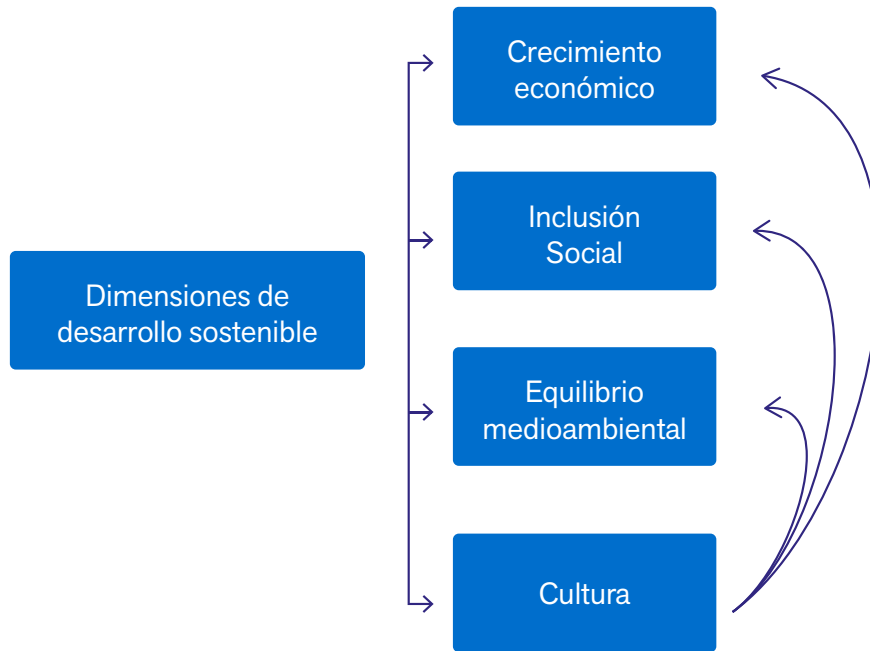 Crecimiento
económico
Inclusión
Social
Dimensiones de
desarrollo sostenible
Equilibrio
medioambiental
Cultura